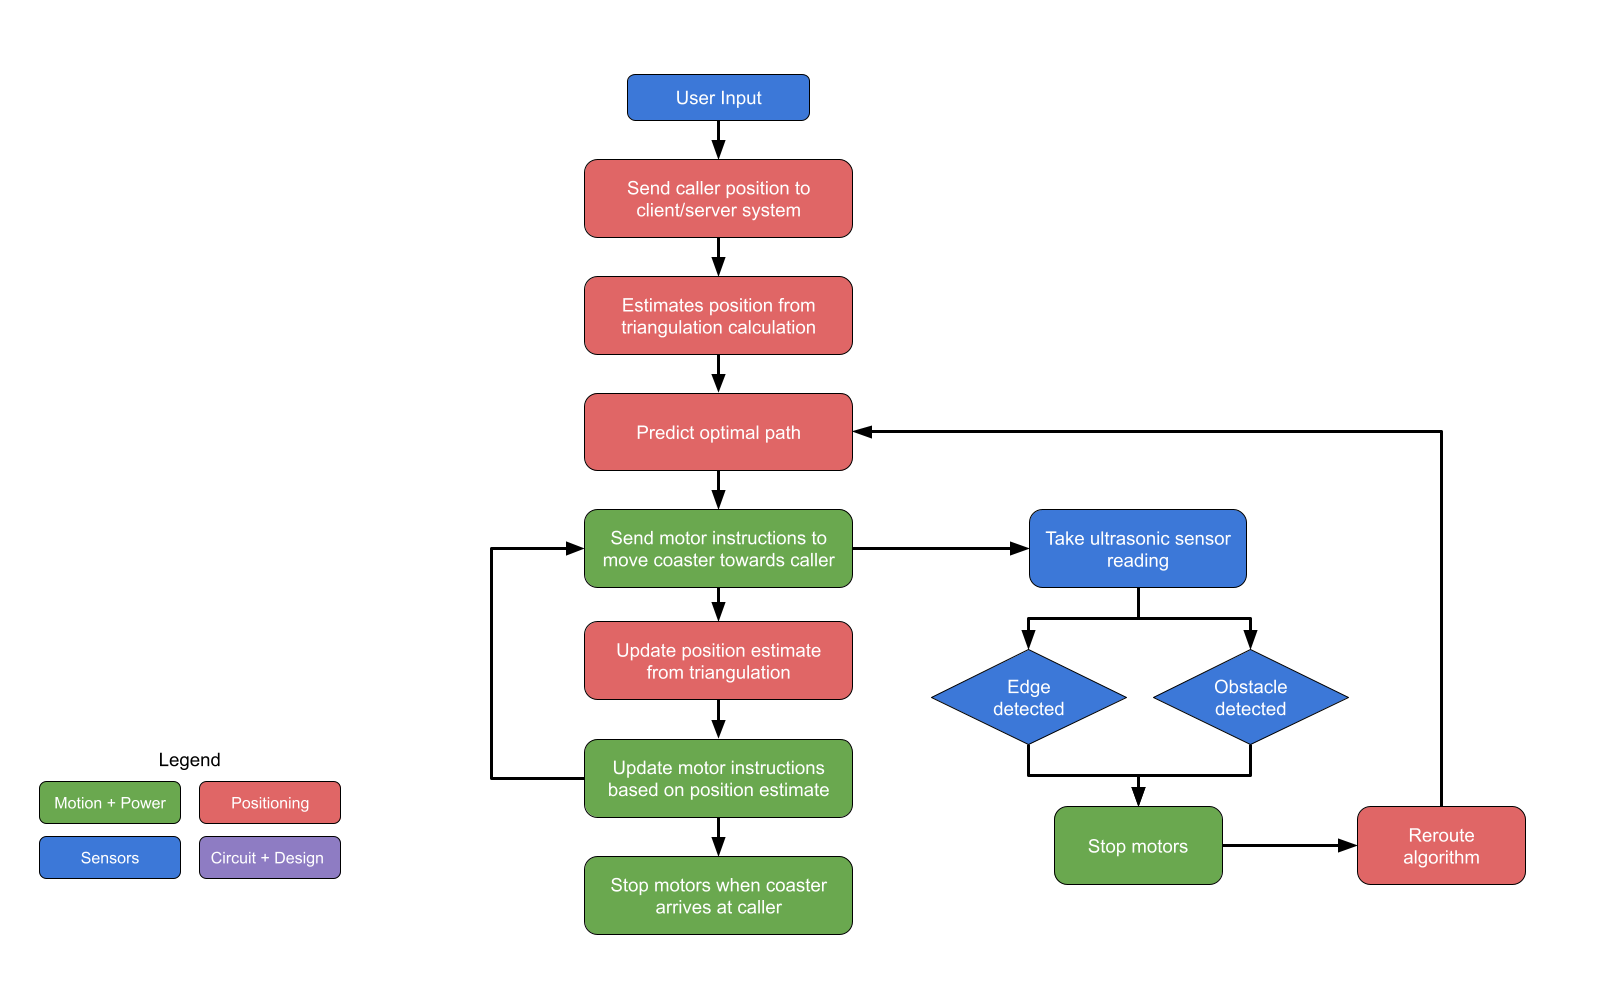 User Input
Send caller position to
client/server system
Estimates position from
triangulation calculation
Predict optimal path
Send motor instructions to
move coaster towards caller
Take ultrasonic sensor
reading
Update position estimate
from triangulation
Edge
detected
Obstacle
detected
Update motor instructions
based on position estimate
Stop motors
Reroute
algorithm
Stop motors when coaster
arrives at caller
Legend
Motion + Power
Positioning
Sensors
Circuit + Design